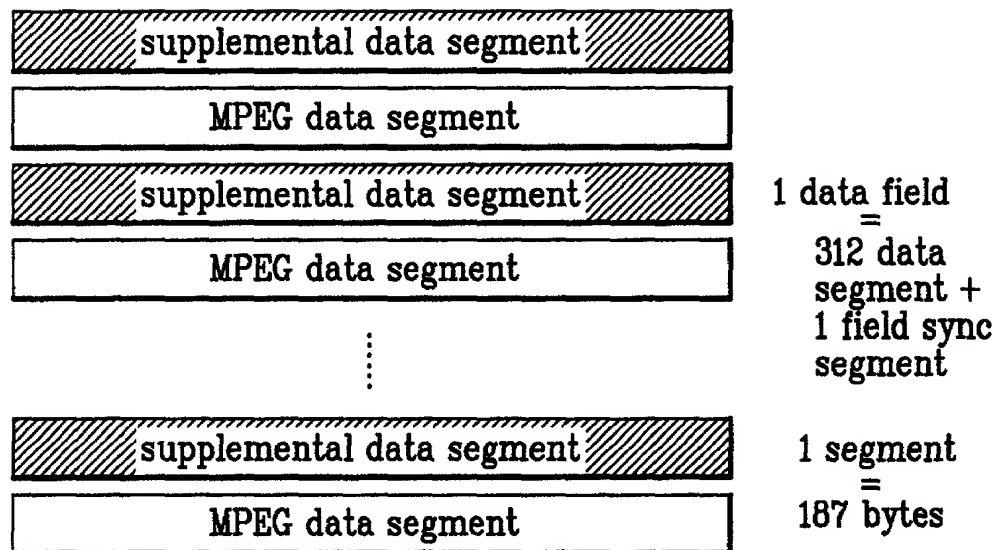 supplemental data segment
MPEG data segment
supplemental data segment
MPEG data segment
supplemental data segment
MPEG data segment
1 data field
=
312 data
segment +
1 field sync
segment
1 segment
=
187 bytes